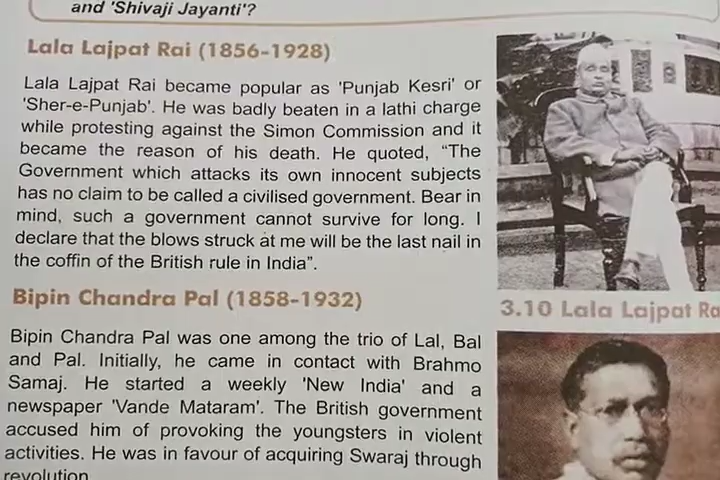 and 'Shivaji Jayanti'?
Lala Lajpat Rai (1856-1928)
Lala Lajpat Rai became popular as 'Punjab Kesri' or
'Sher-e-Punjab'. He was badly beaten in a lathi charge
while protesting against the Simon Commission and it
became the reason of his death. He quoted, "The
Government which attacks its own innocent subjects
has no claim to be called a civilised government. Bear in
mind, such a government cannot survive for long. I
declare that the blows struck at me will be the last nail in
the coffin of the British rule in India".
3.10 Lala Lajpat Ra
Bipin Chandra Pal (1858-1932)
Bipin Chandra Pal was one among the trio of Lal, Bal
and Pal. Initially, he came in contact with Brahmo
Samaj. He started a weekly 'New India' and a
newspaper 'Vande Mataram'. The British government
accused him of provoking the youngsters in violent
activities. He was in favour of acquiring Swaraj through
revolution.